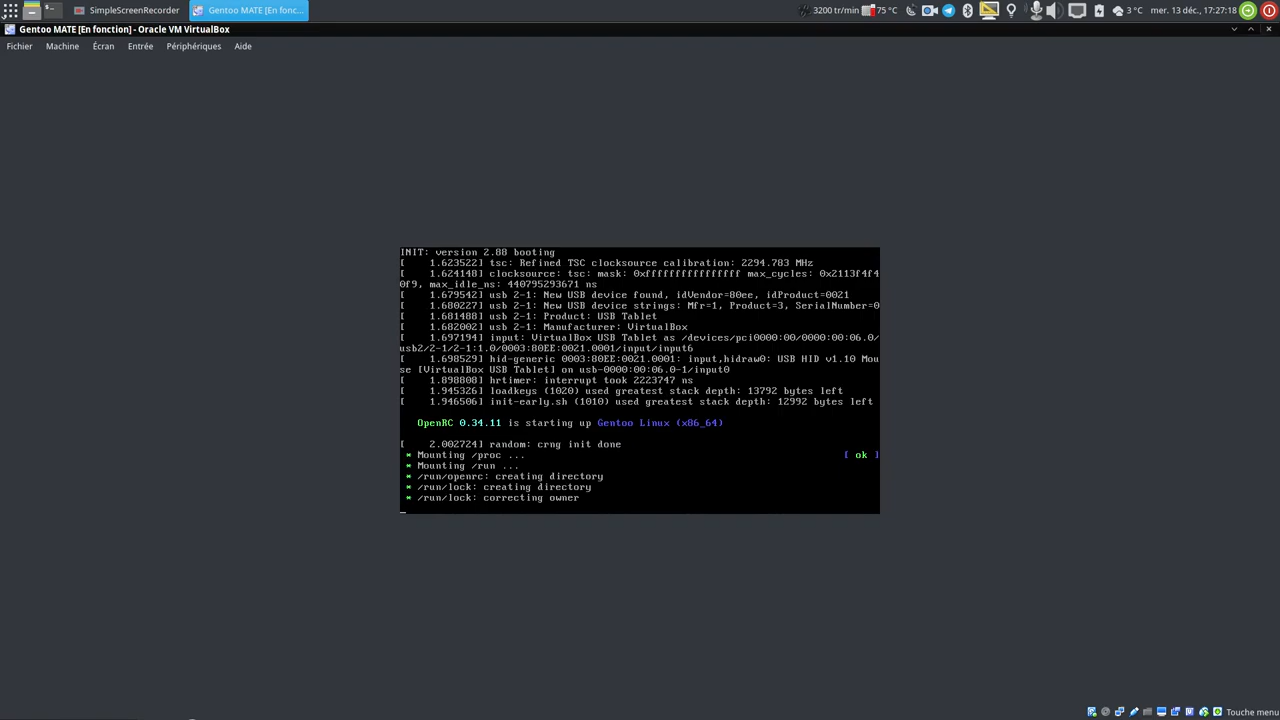 SimpleScreenRecorder
Gentoo MATE [En fonc...
3200 tr/min
75 °C
3 °C
mer. 13 déc., 17:27:18
Gentoo MATE [En fonction] - Oracle VM VirtualBox
Fichier Machine Écran Entrée Périphériques Aide
INIT: version 2.88 booting
[    1.623522] tsc: Refined TSC clocksource calibration: 2294.783 MHz
[    1.624148] clocksource: tsc: mask: 0xffffffffffffffff max_cycles: 0x2113f4f4
0f9, max_idle_ns: 440795293671 ns
[    1.679542] usb 2-1: New USB device found, idVendor=80ee, idProduct=0021
[    1.680227] usb 2-1: New USB device strings: Mfr=1, Product=3, SerialNumber=0
[    1.681488] usb 2-1: Product: USB Tablet
[    1.682002] usb 2-1: Manufacturer: VirtualBox
[    1.697194] input: VirtualBox USB Tablet as /devices/pci0000:00/0000:00:06.0/
usb2/2-1/2-1:1.0/0003:80EE:0021.0001/input/input6
[    1.698529] hid-generic 0003:80EE:0021.0001: input,hidraw0: USB HID v1.10 Mou
se [VirtualBox USB Tablet] on usb-0000:00:06.0-1/input0
[    1.898808] hrtimer: interrupt took 2223747 ns
[    1.945326] loadkeys (1020) used greatest stack depth: 13792 bytes left
[    1.946506] init-early.sh (1010) used greatest stack depth: 12992 bytes left
OpenRC 0.34.11 is starting up Gentoo Linux (x86_64)
[    2.002724] random: crng init done
* Mounting /proc ... [ ok ]
* Mounting /run ...
* /run/openrc: creating directory
* /run/lock: creating directory
* /run/lock: correcting owner
Touche menu